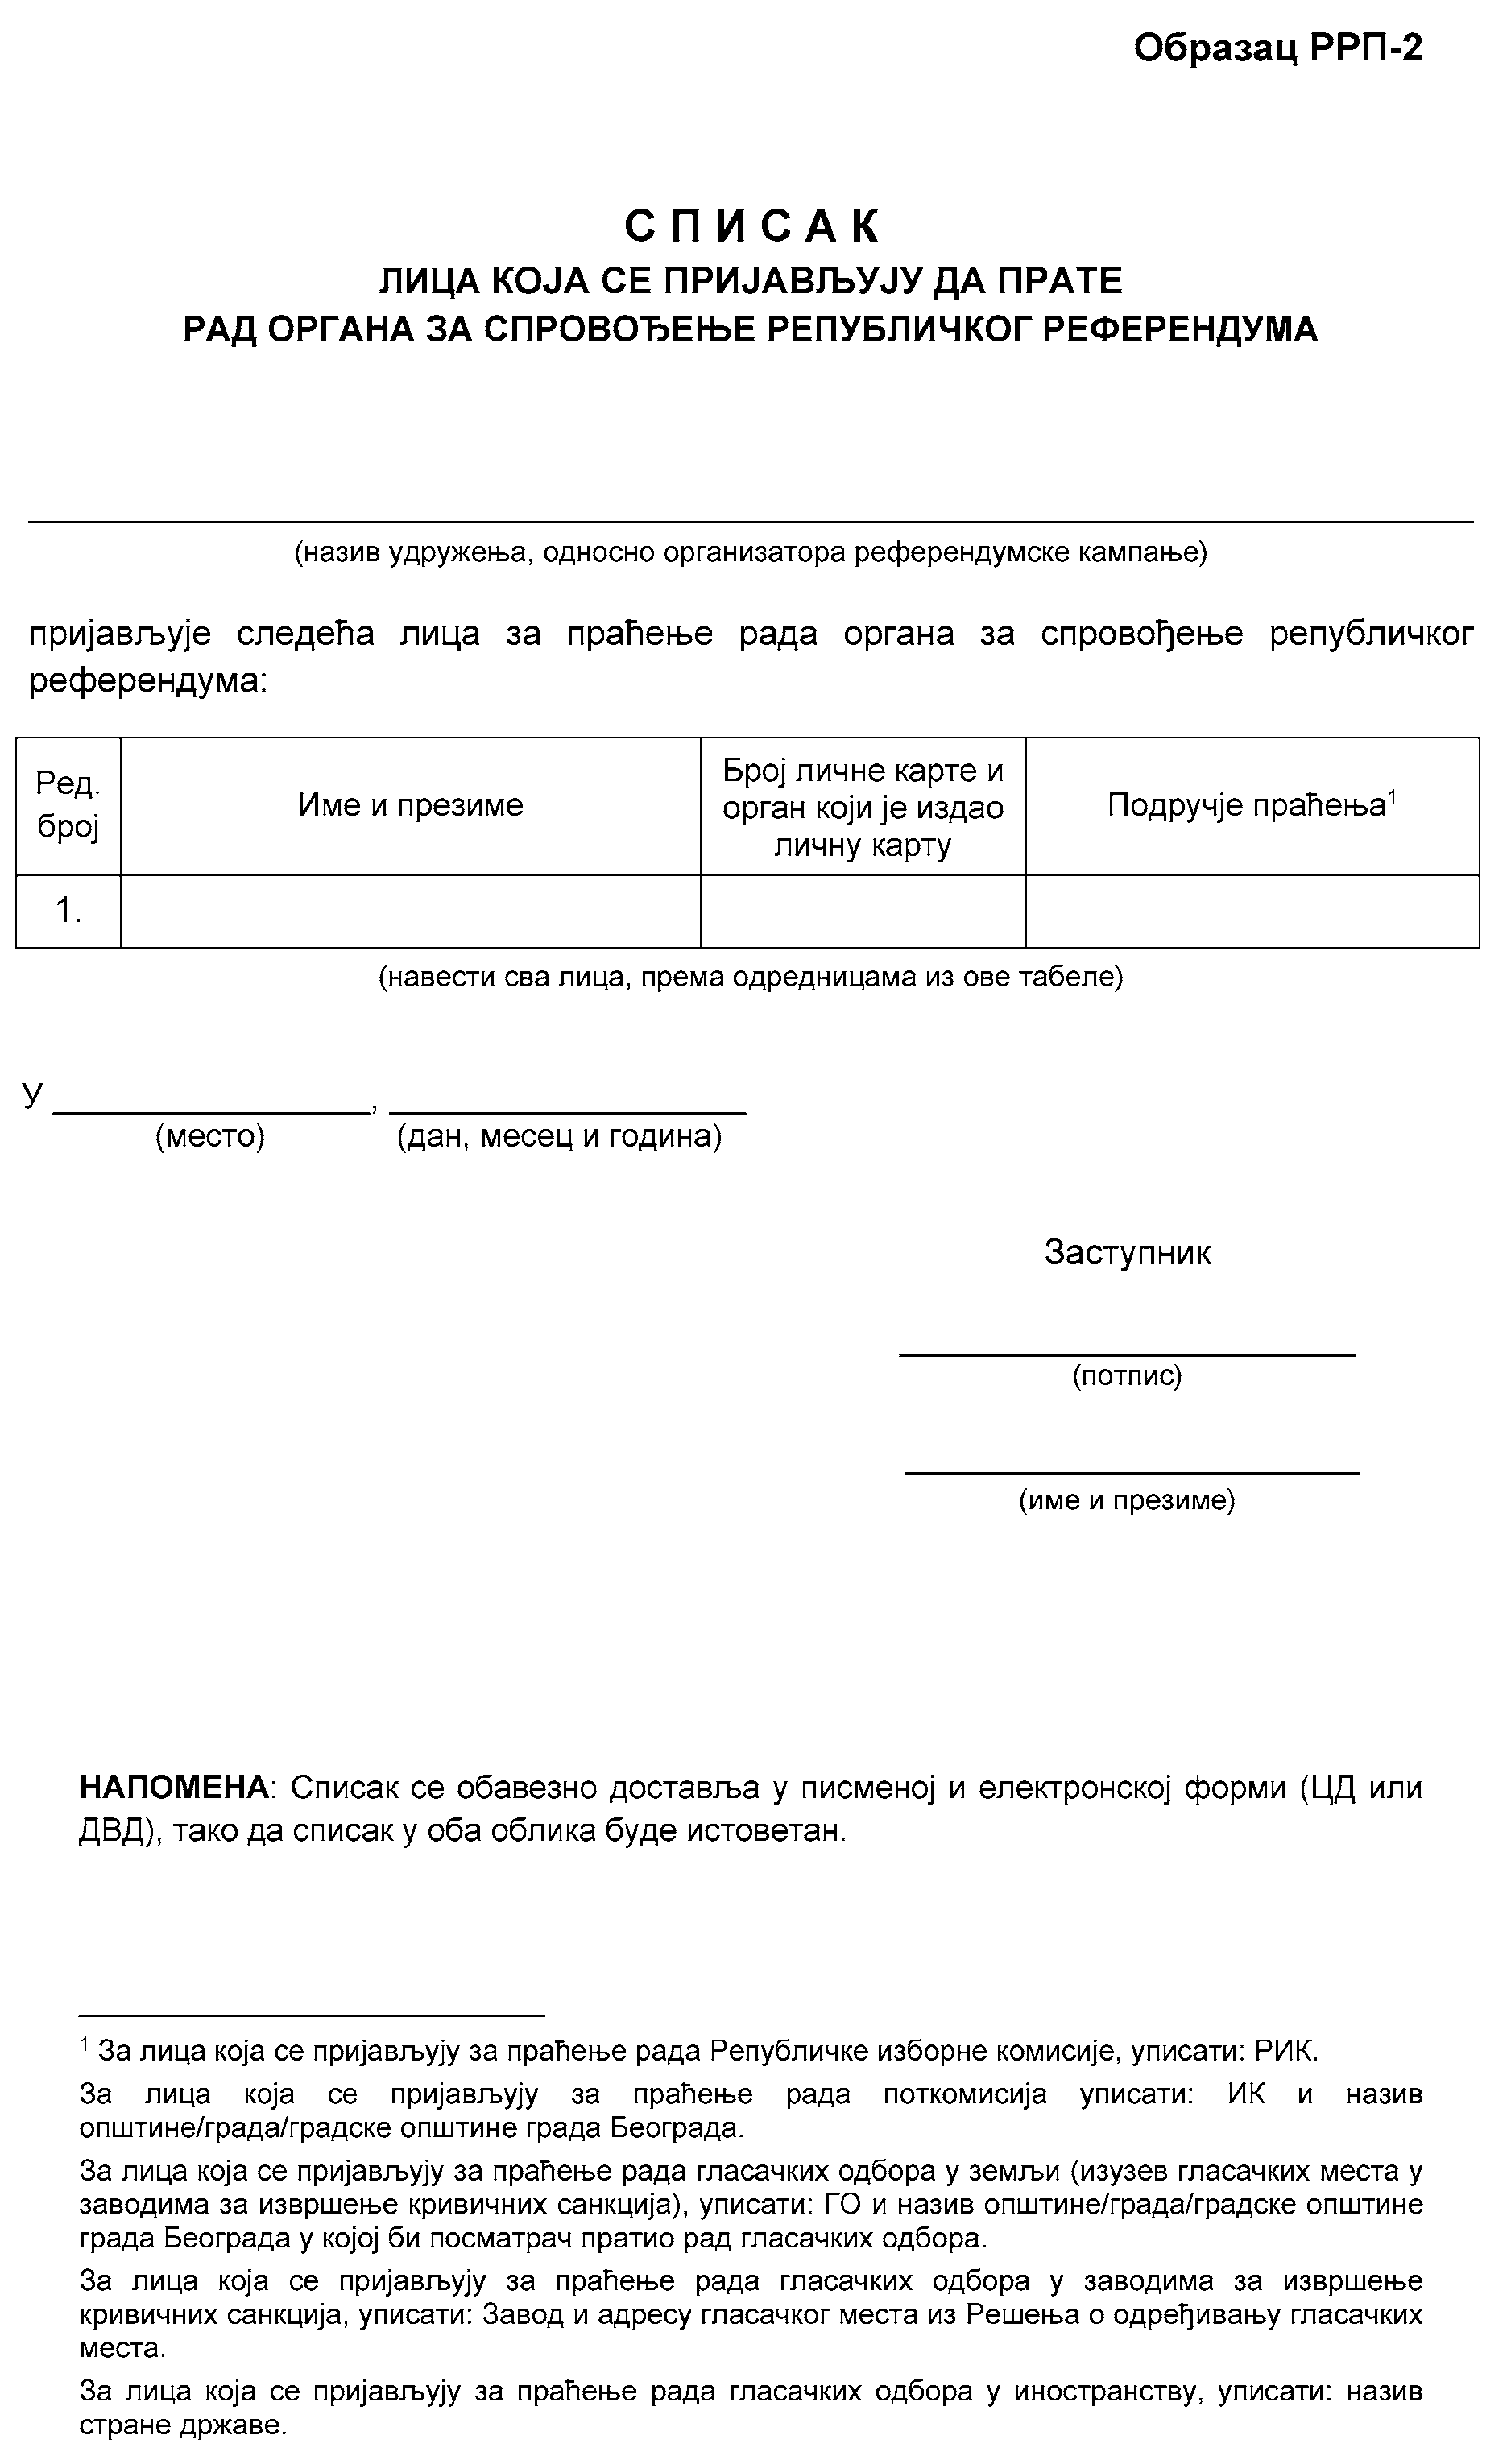 Образац РРП-2
С П И С А К
ЛИЦА КОЈА СЕ ПРИЈАВЉУЈУ ДА ПРАТЕ
РАД ОРГАНА ЗА СПРОВОЂЕЊЕ РЕПУБЛИЧКОГ РЕФЕРЕНДУМА
(назив удружења, односно организатора референдумске кампање)
пријављује следећа лица за праћење рада органа за спровођење републичког
референдума:
Ред.
број
Име и презиме
Број личне карте и
орган који је издао
личну карту
Подручје праћења¹
1.
(навести сва лица, према одредницама из ове табеле)
У ____________________, ____________________
(место) (дан, месец и година)
Заступник
(потпис)
(име и презиме)
НАПОМЕНА: Списак се обавезно доставља у писменој и електронској форми (ЦД или
ДВД), тако да списак у оба облика буде истоветан.
¹ За лица која се пријављују за праћење рада Републичке изборне комисије, уписати: РИК.
За лица која се пријављују за праћење рада поткомисија уписати: ИК и назив
општине/града/градске општине града Београда.
За лица која се пријављују за праћење рада гласачких одбора у земљи (изузев гласачких места у
заводима за извршење кривичних санкција), уписати: ГО и назив општине/града/градске општине
града Београда у којој би посматрач пратио рад гласачких одбора.
За лица која се пријављују за праћење рада гласачких одбора у заводима за извршење
кривичних санкција, уписати: Завод и адресу гласачког места из Решења о одређивању гласачких
места.
За лица која се пријављују за праћење рада гласачких одбора у иностранству, уписати: назив
стране државе.